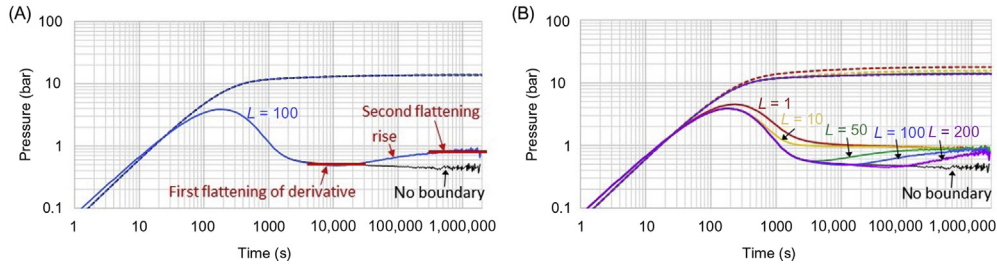 (A)
Pressure (bar)
100
10
1
0.1
L = 100
Second flattening
rise
First flattening of derivative
No boundary
1 10 100 1000 10,000 100,000 1,000,000
Time (s)
(B)
Pressure (bar)
100
10
1
0.1
L = 1
L = 10
L = 50
L = 100
L = 200
No boundary
1 10 100 1000 10,000 100,000 1,000,000
Time (s)